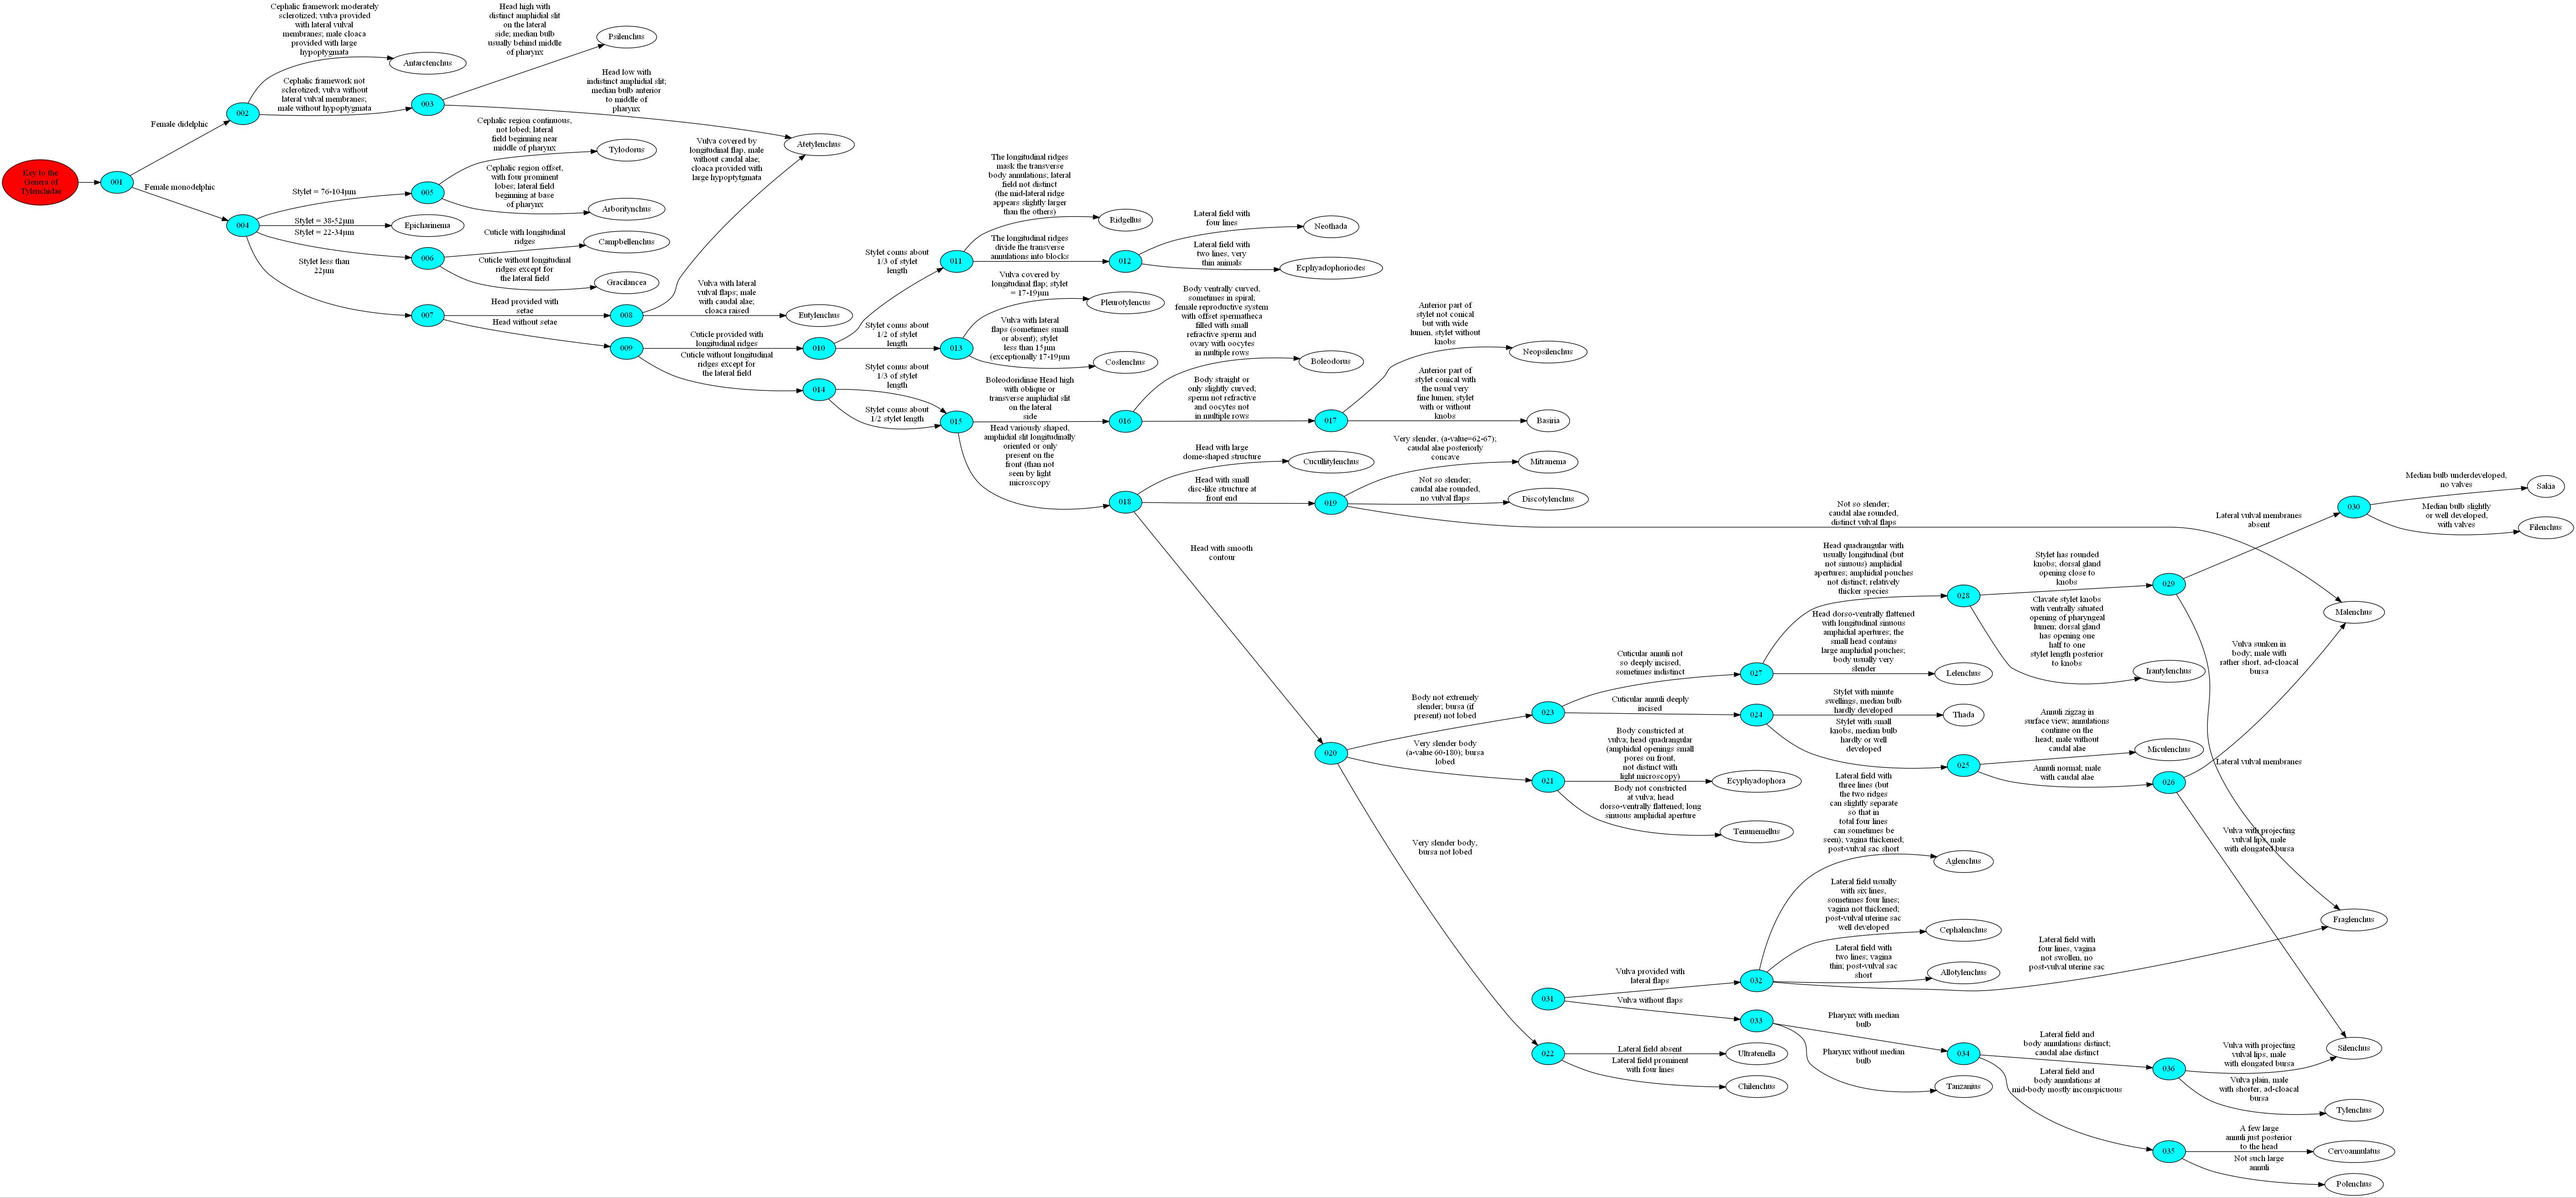 Key to the
Genera of
Tylenchidae
001
Female didelphic
Female monodelphic
002
Cephalic framework moderately
sclerotized; vulva provided
with lateral vulval
membranes; male cloaca
provided with large
hypoptygmata
Antarctenchus
Cephalic framework not
sclerotized; vulva without
lateral vulval membranes;
male without hypoptygmata
003
Head high with
distinct amphidial slit
on the lateral
side; median bulb
usually behind middle
of pharynx
Psilenchus
Head low with
indistinct amphidial slit;
median bulb anterior
to middle of
pharynx
Atetylenchus
004
Stylet = 76-104µm
005
Cephalic region continuous,
not lobed; lateral
field beginning near
middle of pharynx
Tylodorus
Cephalic region offset,
with four prominent
lobes; lateral field
beginning at base
of pharynx
Arboritynchus
Stylet = 38-52µm
Epicharinema
Stylet = 22-34µm
006
Cuticle with longitudinal
ridges
Campbellenchus
Cuticle without longitudinal
ridges except for
the lateral field
Gracilancea
Stylet less than
22µm
007
Head provided with
setae
008
Vulva covered by
longitudinal flap, male
without caudal alae;
cloaca provided with
large hypoptytgmata
Vulva with lateral
vulval flaps; male
with caudal alae;
cloaca raised
Eutylenchus
Head without setae
009
Cuticle provided with
longitudinal ridges
010
Stylet conus about
1/3 of stylet
length
011
The longitudinal ridges
mask the transverse
body annulations; lateral
field not distinct
(the mid-lateral ridge
appears slightly larger
than the others)
Ridgellus
The longitudinal ridges
divide the transverse
annulations into blocks
012
Lateral field with
four lines
Neothada
Lateral field with
two lines, very
thin animals
Ecphyadophoriodes
Stylet conus about
1/2 of stylet
length
013
Vulva covered by
longitudinal flap; stylet
= 17-19µm
Pleurotylencus
Vulva with lateral
flaps (sometimes small
or absent); stylet
less than 15µm
(exceptionally 17-19µm
Coslenchus
Cuticle without longitudinal
ridges except for
the lateral field
014
Stylet conus about
1/3 of stylet
length
Stylet conus about
1/2 stylet length
015
Boleodoridinae Head high
with oblique or
transverse amphidial slit
on the lateral
side
016
Body ventrally curved,
sometimes in spiral;
female reproductive system
with offset spermatheca
filled with small
refractive sperm and
ovary with oocytes
in multiple rows
Boleodorus
Body straight or
only slightly curved;
sperm not refractive
and oocytes not
in multiple rows
017
Anterior part of
stylet not conical
but with wide
lumen, stylet without
knobs
Neopsilenchus
Anterior part of
stylet conical with
the usual very
fine lumen; stylet
with or without
knobs
Basiria
Head variously shaped,
amphidial slit longitudinally
oriented or only
present on the
front (than not
seen by light
microscopy
018
Head with large
dome-shaped structure
Cucullitylenchus
Head with small
disc-like structure at
front end
019
Very slender, (a-value=62-67);
caudal alae posteriorly
concave
Mitranema
Not so slender;
caudal alae rounded,
no vulval flaps
Discotylenchus
Not so slender;
caudal alae rounded,
distinct vulval flaps
Malenchus
Head with smooth
contour
020
Body not extremely
slender; bursa (if
present) not lobed
023
Cuticular annuli not
so deeply incised,
sometimes indistinct
027
Head quadrangular with
usually longitudinal (but
not sinuous) amphidial
apertures; amphidial pouches
not distinct; relatively
thicker species
028
Stylet has rounded
knobs; dorsal gland
opening close to
knobs
029
Lateral vulval membranes
absent
030
Median bulb underdeveloped,
no valves
Sakia
Median bulb slightly
or well developed,
with valves
Filenchus
Lateral vulval membranes
Fraglenchus
Clavate stylet knobs
with ventrally situated
opening of pharyngeal
lumen; dorsal gland
has opening one
half to one
stylet length posterior
to knobs
Irantylenchus
Head dorso-ventrally flattened
with longitudinal sinuous
amphidial apertures; the
small head contains
large amphidial pouches;
body usually very
slender
Lelenchus
Cuticular annuli deeply
incised
024
Stylet with minute
swellings, median bulb
hardly developed
Thada
Stylet with small
knobs, median bulb
hardly or well
developed
025
Annuli zigzag in
surface view; annulations
continue on the
head; male without
caudal alae
Miculenchus
Annuli normal; male
with caudal alae
026
Vulva sunken in
body; male with
rather short, ad-cloacal
bursa
Vulva with projecting
vulval lips, male
with elongated bursa
Very slender body
(a-value 60-180); bursa
lobed
021
Body constricted at
vulva; head quadrangular
(amphidial openings small
pores on front,
not distinct with
light microscopy)
Ecyphyadophora
Body not constricted
at vulva; head
dorso-ventrally flattened; long
sinuous amphidial aperture
Tenunemellus
Very slender body,
bursa not lobed
022
Lateral field absent
Ultratenella
Lateral field prominent
with four lines
Chilenchus
031
Vulva provided with
lateral flaps
032
Lateral field with
three lines (but
the two ridges
can slightly separate
so that in
total four lines
can sometimes be
seen); vagina thickened;
post-vulval sac short
Aglenchus
Lateral field usually
with six lines,
sometimes four lines;
vagina not thickened;
post-vulval uterine sac
well developed
Cephalenchus
Lateral field with
two lines; vagina
thin; post-vulval sac
short
Allotylenchus
Lateral field with
four lines, vagina
not swollen, no
post-vulval uterine sac
Vulva without flaps
033
Pharynx with median
bulb
034
Lateral field and
body annulations distinct;
caudal alae distinct
036
Vulva with projecting
vulval lips, male
with elongated bursa
Silenchus
Vulva plain, male
with shorter, ad-cloacal
bursa
Tylenchus
Lateral field and
body annulations at
mid-body mostly inconspicuous
035
A few large
annuli just posterior
to the head
Cervoannulatus
Not such large
annuli
Polenchus
Pharynx without median
bulb
Tanzanius